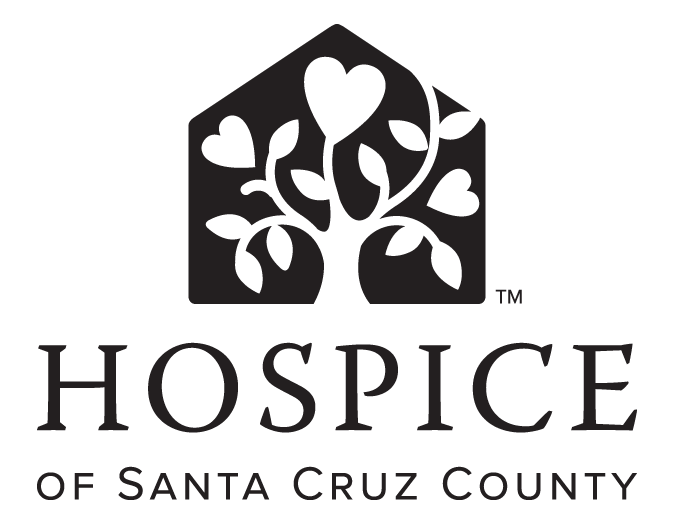 ™
HOSPICE
OF SANTA CRUZ COUNTY